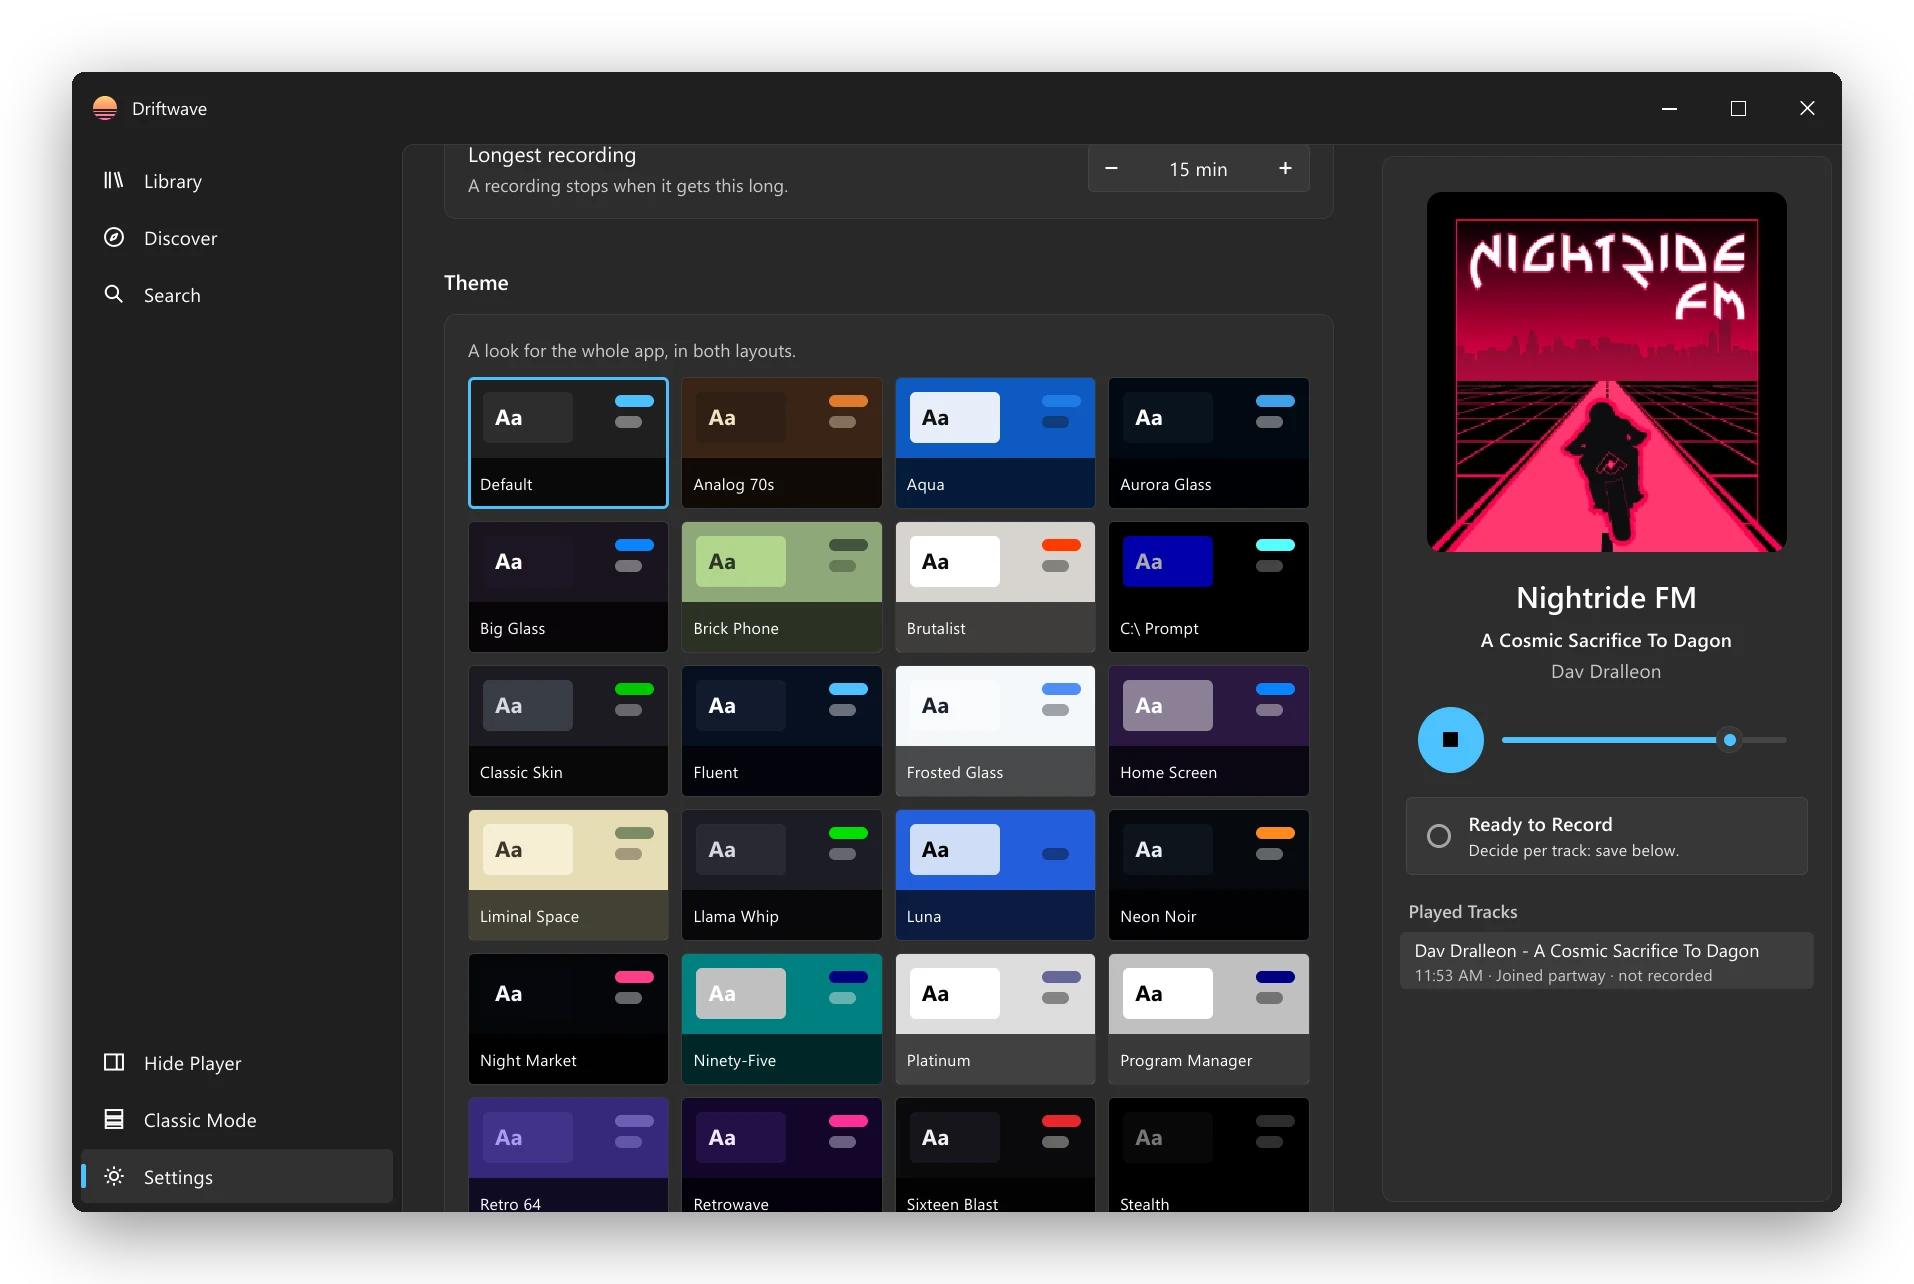 Driftwave
Library
Discover
Search
Hide Player
Classic Mode
Settings
Longest recording
A recording stops when it gets this long.
15 min
Theme
A look for the whole app, in both layouts.
Aa
Default
Aa
Analog 70s
Aa
Aqua
Aa
Aurora Glass
Aa
Big Glass
Aa
Brick Phone
Aa
Brutalist
Aa
C:\ Prompt
Aa
Classic Skin
Aa
Fluent
Aa
Frosted Glass
Aa
Home Screen
Aa
Liminal Space
Aa
Llama Whip
Aa
Luna
Aa
Neon Noir
Aa
Night Market
Aa
Ninety-Five
Aa
Platinum
Aa
Program Manager
Aa
Retro 64
Aa
Retrowave
Aa
Sixteen Blast
Aa
Stealth
NIGHTRIDE
FM
Nightride FM
A Cosmic Sacrifice To Dagon
Dav Dralleon
Ready to Record
Decide per track: save below.
Played Tracks
Dav Dralleon - A Cosmic Sacrifice To Dagon
11:53 AM · Joined partway · not recorded